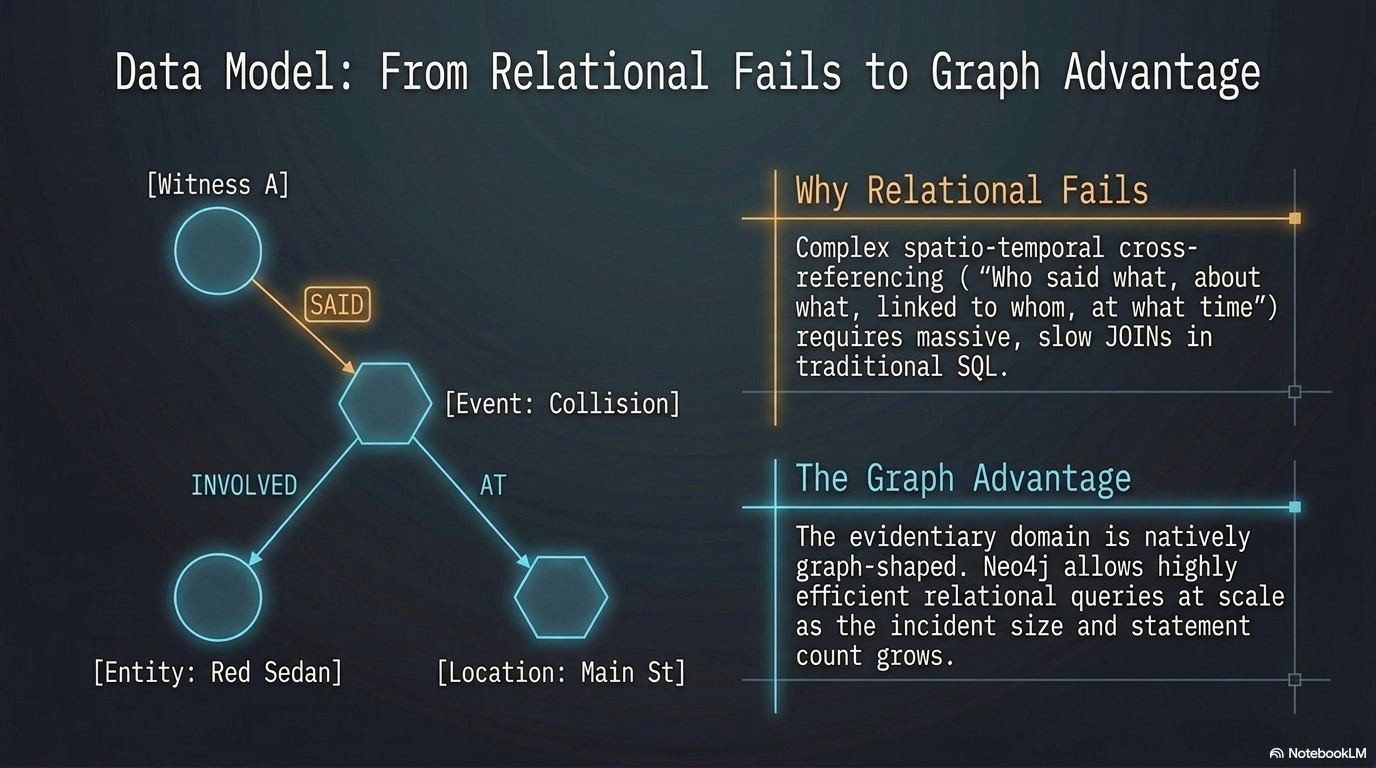 Data Model: From Relational Fails to Graph Advantage
[Witness A]
SAID
[Event: Collision]
INVOLVED
AT
[Entity: Red Sedan]
[Location: Main St]
Why Relational Fails
Complex spatio-temporal cross-
referencing (“Who said what, about
what, linked to whom, at what time”)
requires massive, slow JOINs in
traditional SQL.
The Graph Advantage
The evidentiary domain is natively
graph-shaped. Neo4j allows highly
efficient relational queries at scale
as the incident size and statement
count grows.
NotebookLM